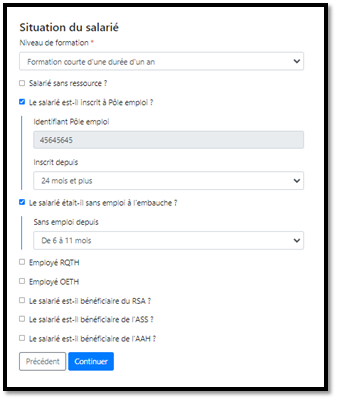 Situation du salarié
Niveau de formation *
Formation courte d'une durée d'un an
Salarié sans ressource ?
Le salarié est-il inscrit à Pôle emploi ?
Identifiant Pôle emploi
45645645
Inscrit depuis
24 mois et plus
Le salarié était-il sans emploi à l'embauche ?
Sans emploi depuis
De 6 à 11 mois
Employé RQTH
Employé OETH
Le salarié est-il bénéficiaire du RSA ?
Le salarié est-il bénéficiaire de l'ASS ?
Le salarié est-il bénéficiaire de l'AAH ?
Précédent Continuer